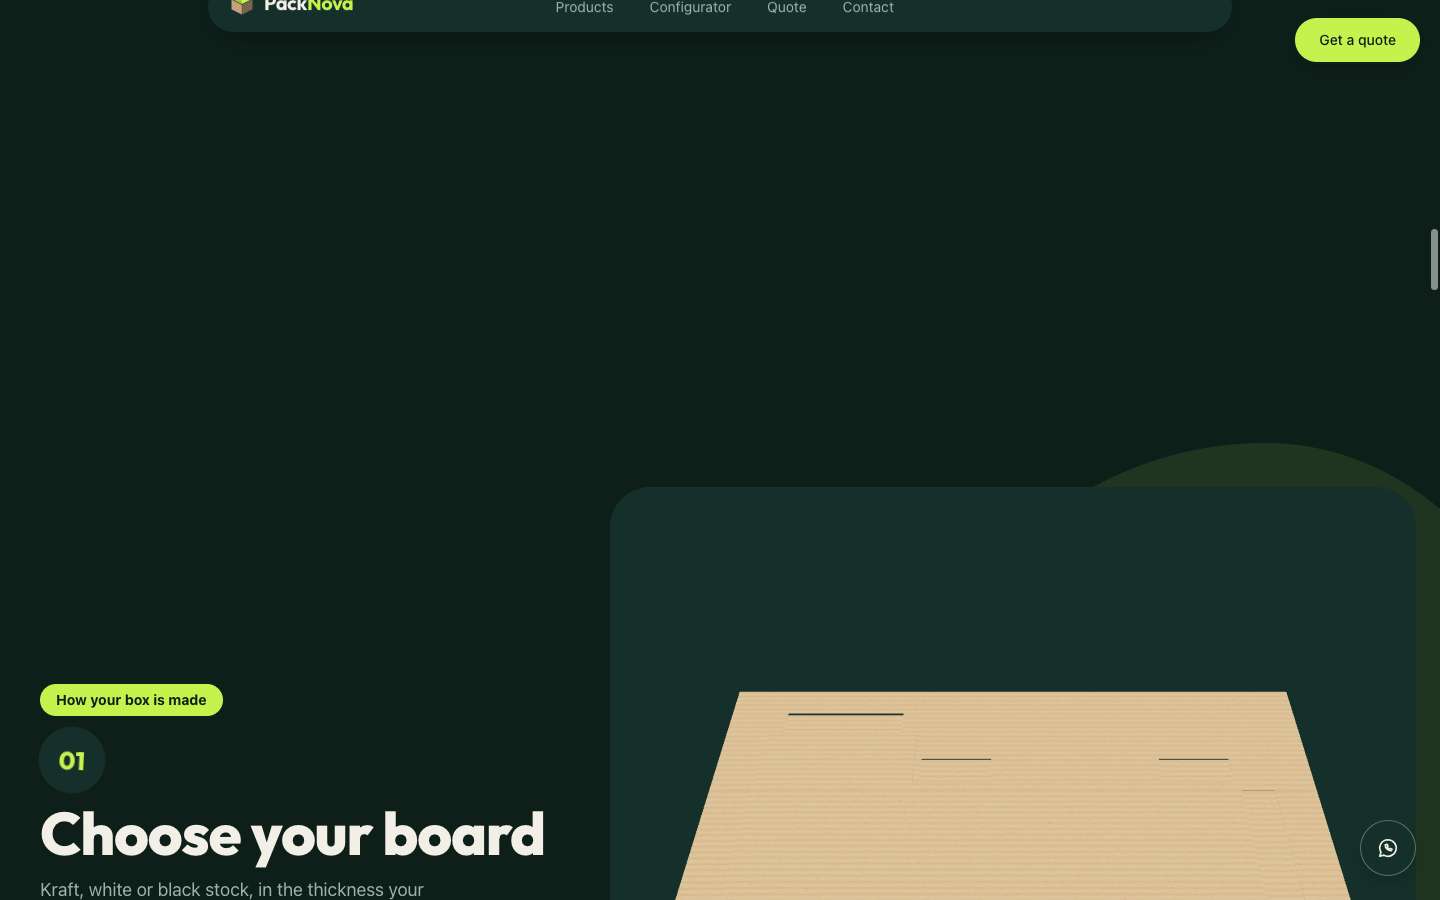 PackNova
Products
Configurator
Quote
Contact
Get a quote
How your box is made
01
Choose your board
Kraft, white or black stock, in the thickness your